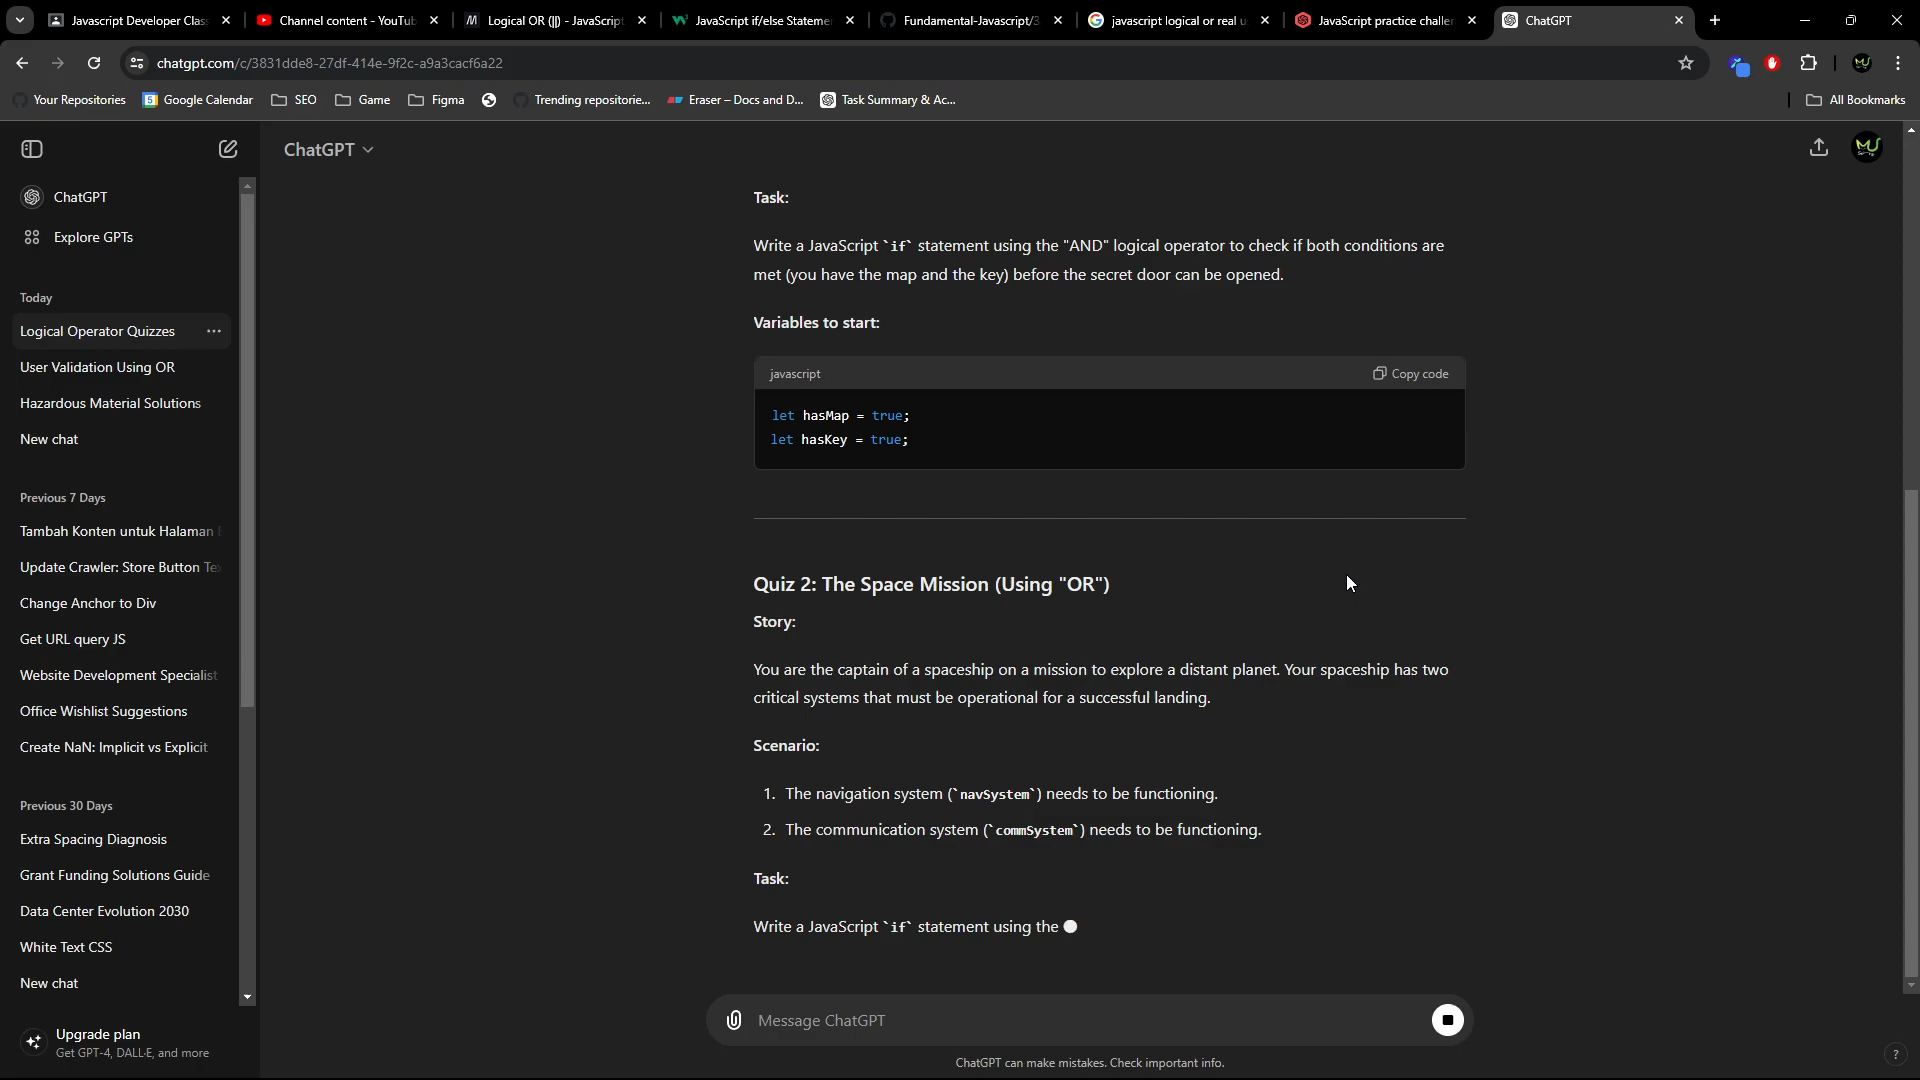 Javascript Developer Clas
Channel content - YouTub
Logical OR (||) - JavaScript
JavaScript if/else Stateme
Fundamental-Javascript/3
javascript logical or real u
JavaScript practice challe
ChatGPT
chatgpt.com/c/3831dde8-27df-414e-9f2c-a9a3cacf6a22
Your Repositories
Google Calendar
SEO
Game
Figma
Trending repositorie...
Eraser – Docs and D...
Task Summary & Ac...
All Bookmarks
ChatGPT
Explore GPTs
Today
Logical Operator Quizzes
User Validation Using OR
Hazardous Material Solutions
New chat
Previous 7 Days
Tambah Konten untuk Halaman
Update Crawler: Store Button Te
Change Anchor to Div
Get URL query JS
Website Development Specialist
Office Wishlist Suggestions
Create NaN: Implicit vs Explicit
Previous 30 Days
Extra Spacing Diagnosis
Grant Funding Solutions Guide
Data Center Evolution 2030
White Text CSS
New chat
Upgrade plan
Get GPT-4, DALL·E, and more
ChatGPT
Task:
Write a JavaScript `if` statement using the "AND" logical operator to check if both conditions are
met (you have the map and the key) before the secret door can be opened.
Variables to start:
javascript
Copy code
let hasMap = true;
let hasKey = true;
Quiz 2: The Space Mission (Using "OR")
Story:
You are the captain of a spaceship on a mission to explore a distant planet. Your spaceship has two
critical systems that must be operational for a successful landing.
Scenario:
1. The navigation system (`navSystem`) needs to be functioning.
2. The communication system (`commSystem`) needs to be functioning.
Task:
Write a JavaScript `if` statement using the
Message ChatGPT
ChatGPT can make mistakes. Check important info.
?